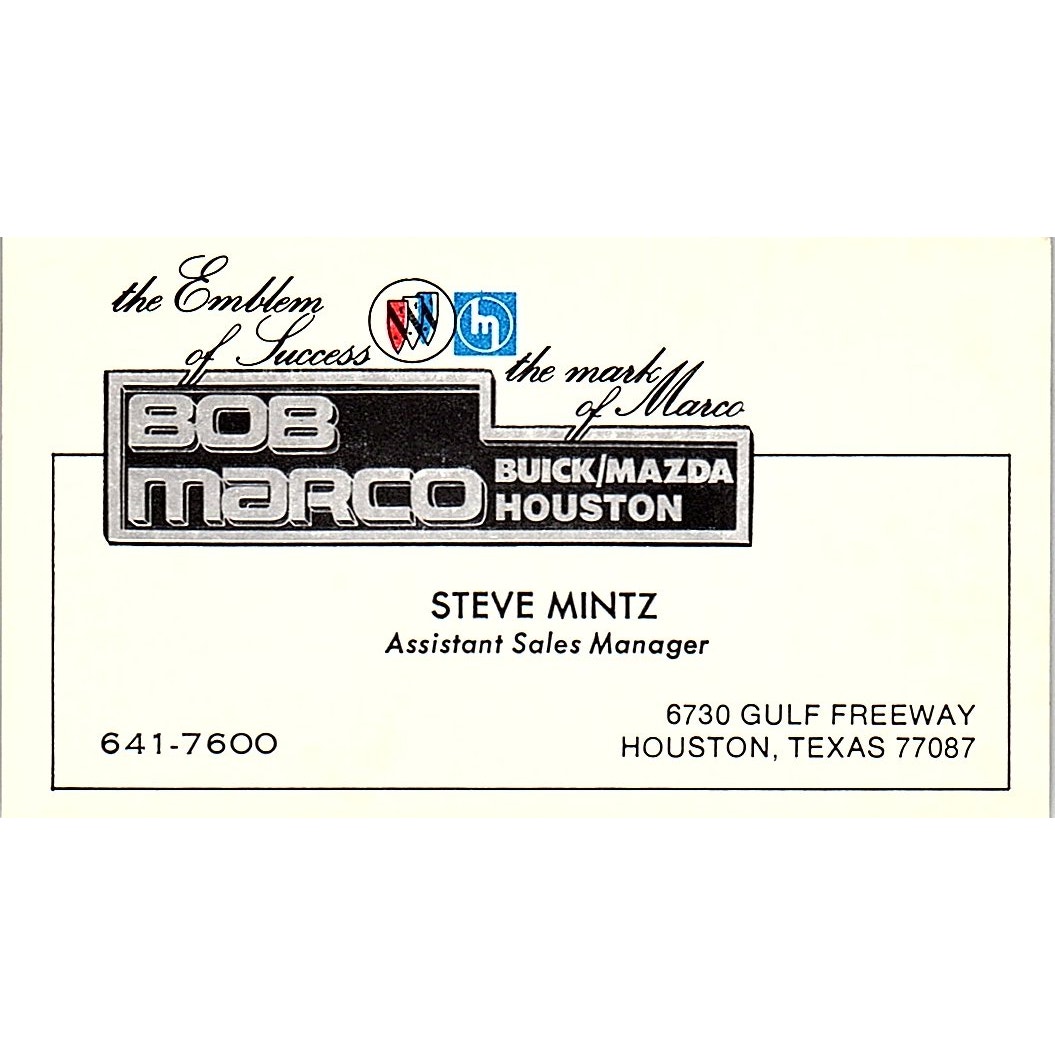 the Emblem
of Success
the mark
of Marco
BOB
MARCO
BUICK/MAZDA
HOUSTON
STEVE MINTZ
Assistant Sales Manager
641-7600
6730 GULF FREEWAY
HOUSTON, TEXAS 77087